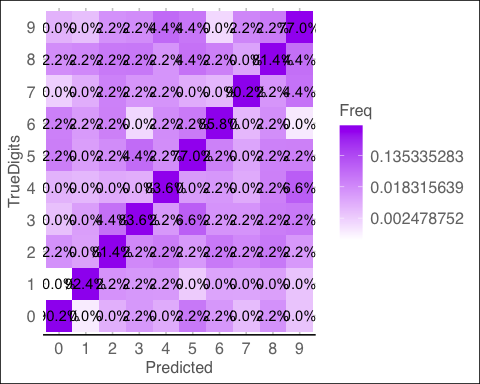 9 0.0% 0.0% 2.2% 2.2% 4.4% 4.4% 0.0% 2.2% 2.2% 77.0%
8 2.2% 2.2% 2.2% 2.2% 2.2% 4.4% 2.2% 0.0% 81.4% 4.4%
7 0.0% 0.0% 2.2% 2.2% 2.2% 0.0% 0.0% 90.2% 2.2% 4.4%
6 2.2% 2.2% 2.2% 0.0% 2.2% 2.2% 85.8% 0.0% 2.2% 0.0%
5 2.2% 0.0% 2.2% 4.4% 2.2% 77.0% 2.2% 0.0% 2.2% 2.2%
4 0.0% 0.0% 0.0% 0.0% 83.6% 0.0% 2.2% 0.0% 2.2% 6.6%
3 0.0% 0.0% 4.4% 83.6% 2.2% 6.6% 2.2% 2.2% 2.2% 2.2%
2 2.2% 0.0% 81.4% 2.2% 2.2% 2.2% 2.2% 2.2% 2.2% 2.2%
1 0.0% 92.4% 2.2% 2.2% 2.2% 0.0% 0.0% 0.0% 0.0% 0.0%
0 90.2% 0.0% 0.0% 2.2% 0.0% 2.2% 2.2% 0.0% 2.2% 0.0%
0 1 2 3 4 5 6 7 8 9
Predicted
TrueDigits
Freq
0.135335283
0.018315639
0.002478752